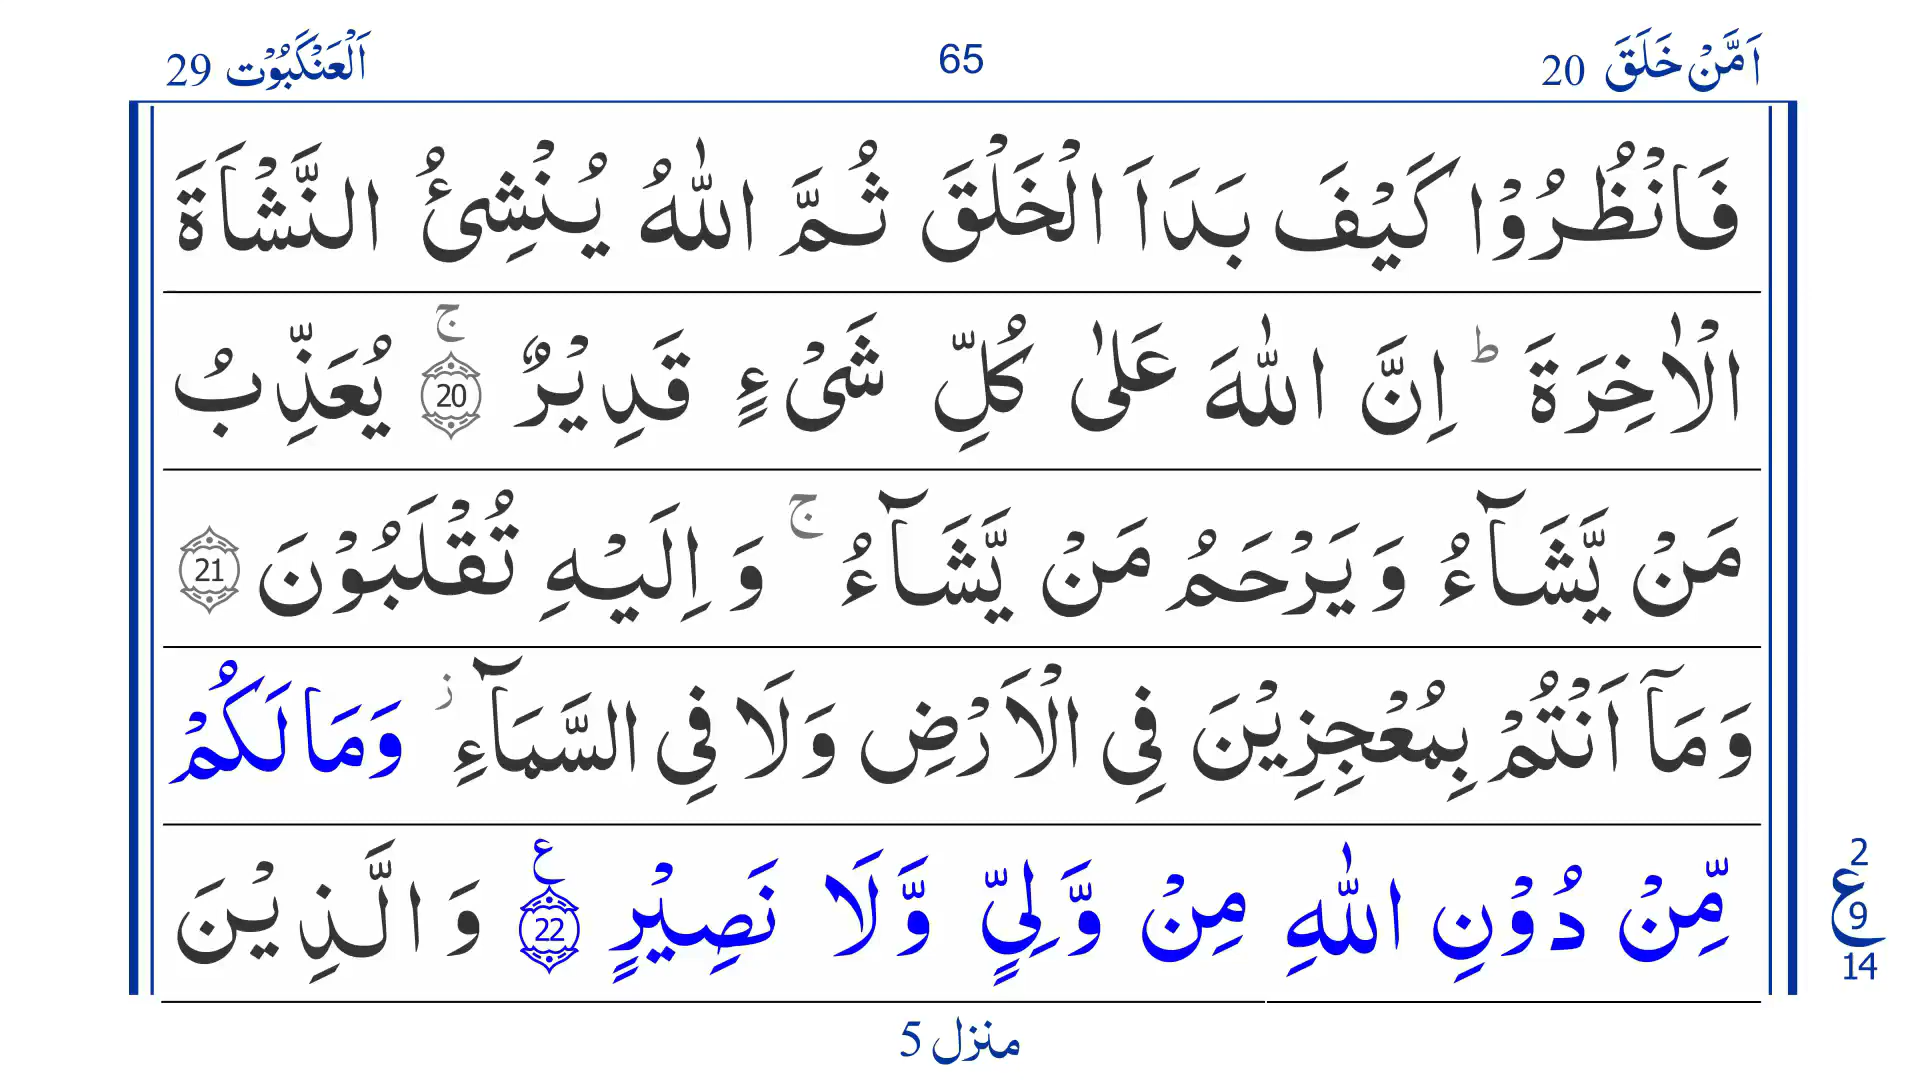 اَمَّنْ خَلَقَ 20
65
اَلْعَنْكَبُوْت 29
فَانْظُرُوْا كَيْفَ بَدَاَ الْخَلْقَ ثُمَّ اللّٰهُ يُنْشِئُ النَّشْاَةَ
الْاٰخِرَةَ ؕ اِنَّ اللّٰهَ عَلٰى كُلِّ شَىْءٍ قَدِيْرٌ ۚ 20 يُعَذِّبُ
مَنْ يَّشَآءُ وَيَرْحَمُ مَنْ يَّشَآءُ ۚ وَ اِلَيْهِ تُقْلَبُوْنَ 21
وَمَآ اَنْتُمْ بِمُعْجِزِيْنَ فِى الْاَرْضِ وَلَا فِى السَّمَآءِ ز وَمَا لَكُمْ
مِّنْ دُوْنِ اللّٰهِ مِنْ وَّلِىٍّ وَّلَا نَصِيْرٍ ع 22 وَ الَّذِيْنَ
2
ع 9
14
منزل 5